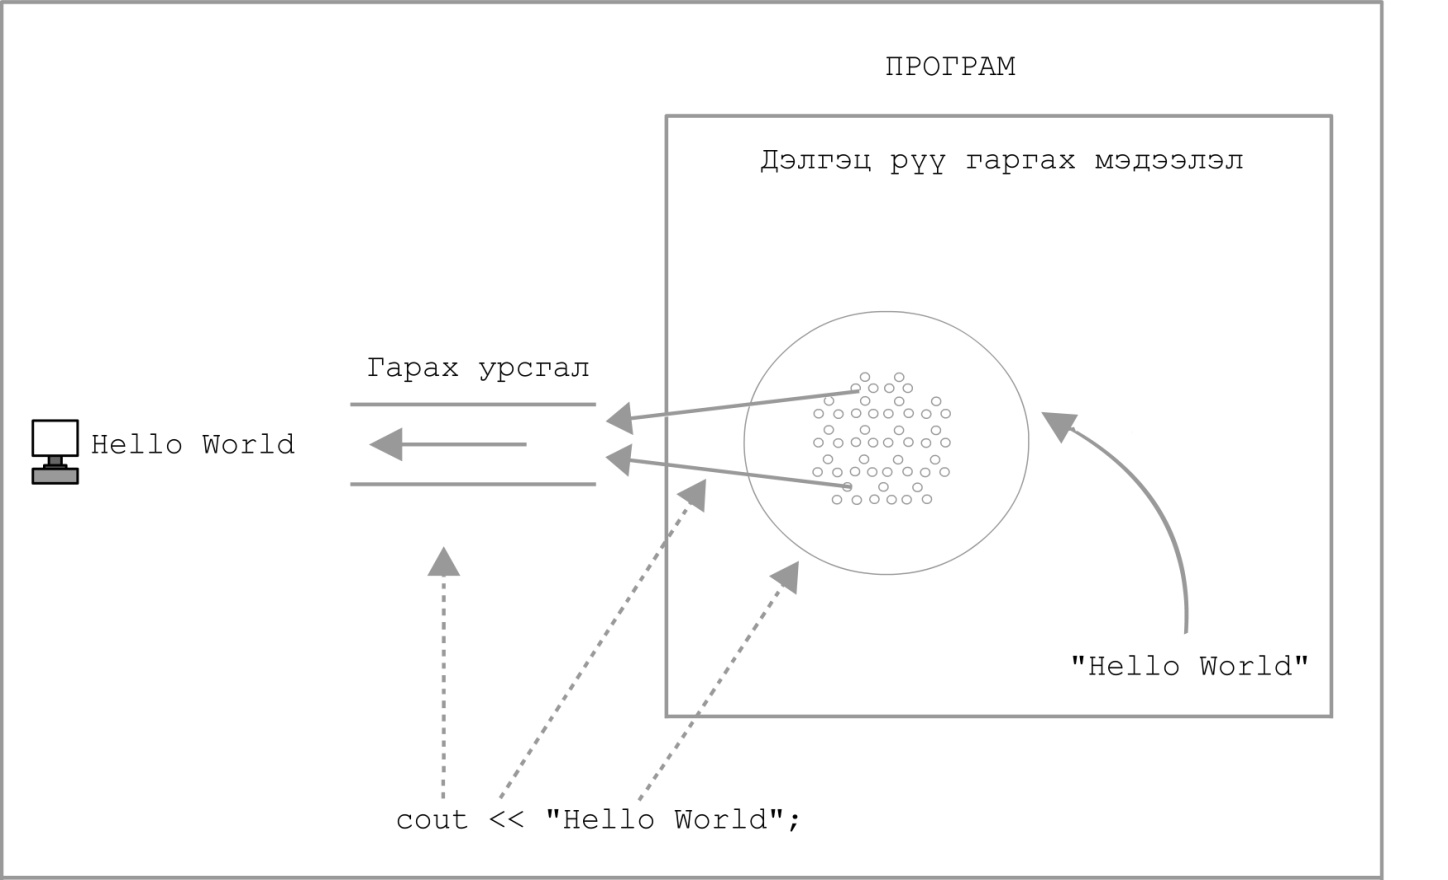 ПРОГРАМ
Дэлгэц рүү гаргах мэдээлэл
Гарах урсгал
Hello World
"Hello World"
cout << "Hello World";